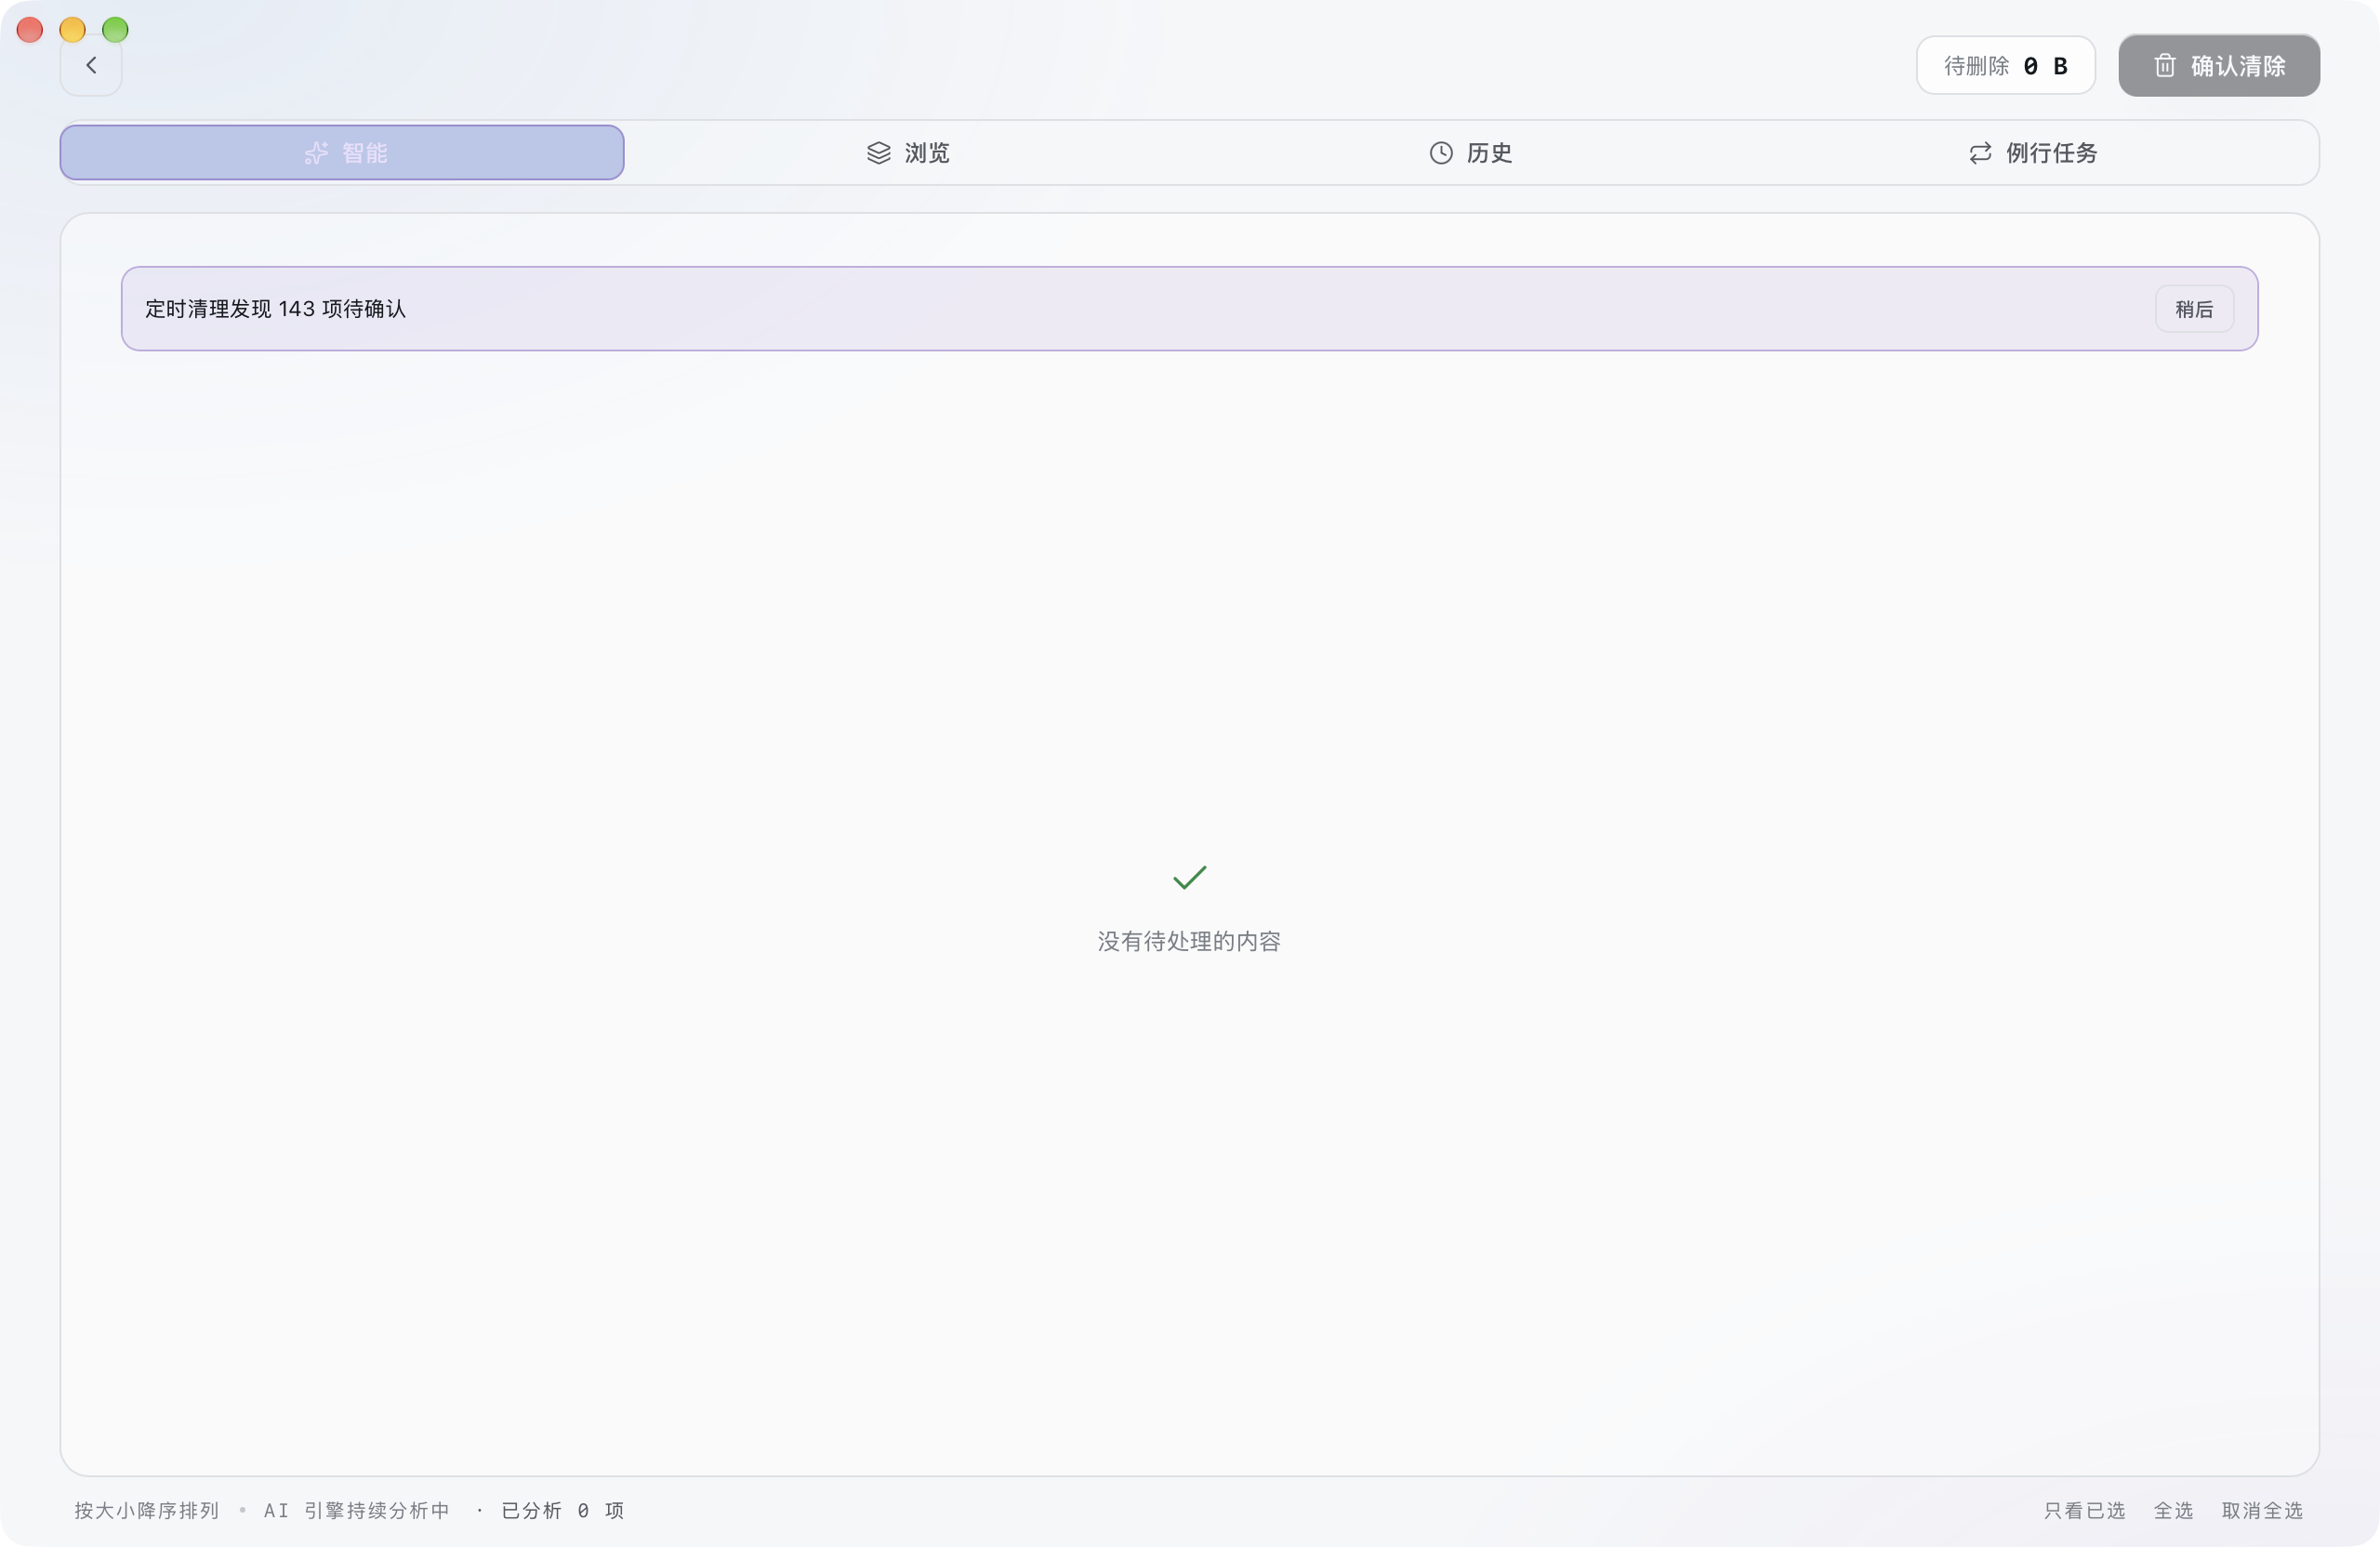 待删除 0 B
确认清除
智能
浏览
历史
例行任务
定时清理发现 143 项待确认
稍后
没有待处理的内容
按大小降序排列 • AI 引擎持续分析中 · 已分析 0 项
只看已选 全选 取消全选